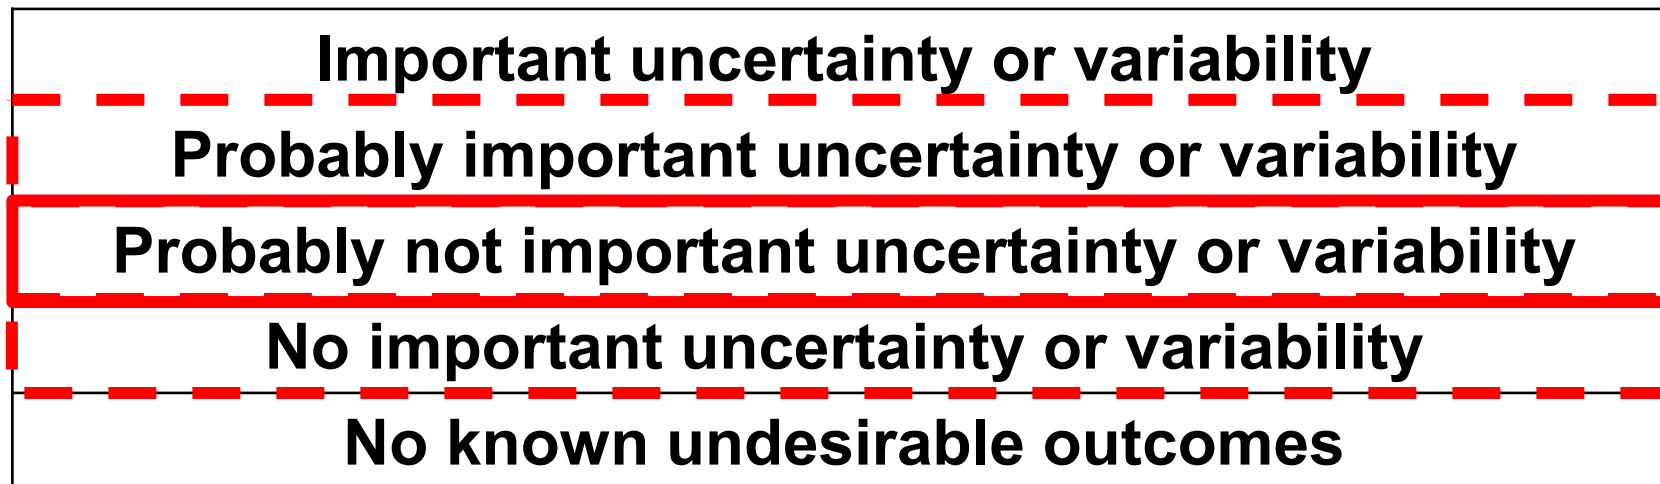 Important uncertainty or variability
Probably important uncertainty or variability
Probably not important uncertainty or variability
No important uncertainty or variability
No known undesirable outcomes